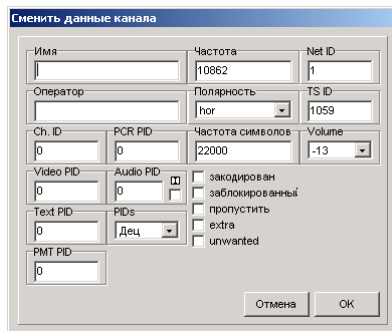 Сменить данные канала
Имя
Частота
Net ID
10862
1
Оператор
Полярность
TS ID
hor
1059
Ch. ID
PCR PID
Частота символов
Volume
0
0
22000
-13
Video PID
Audio PID
закодирован
0
0
заблокированный
Text PID
PIDs
пропустить
0
Дец
extra
unwanted
PMT PID
0
Отмена
OK